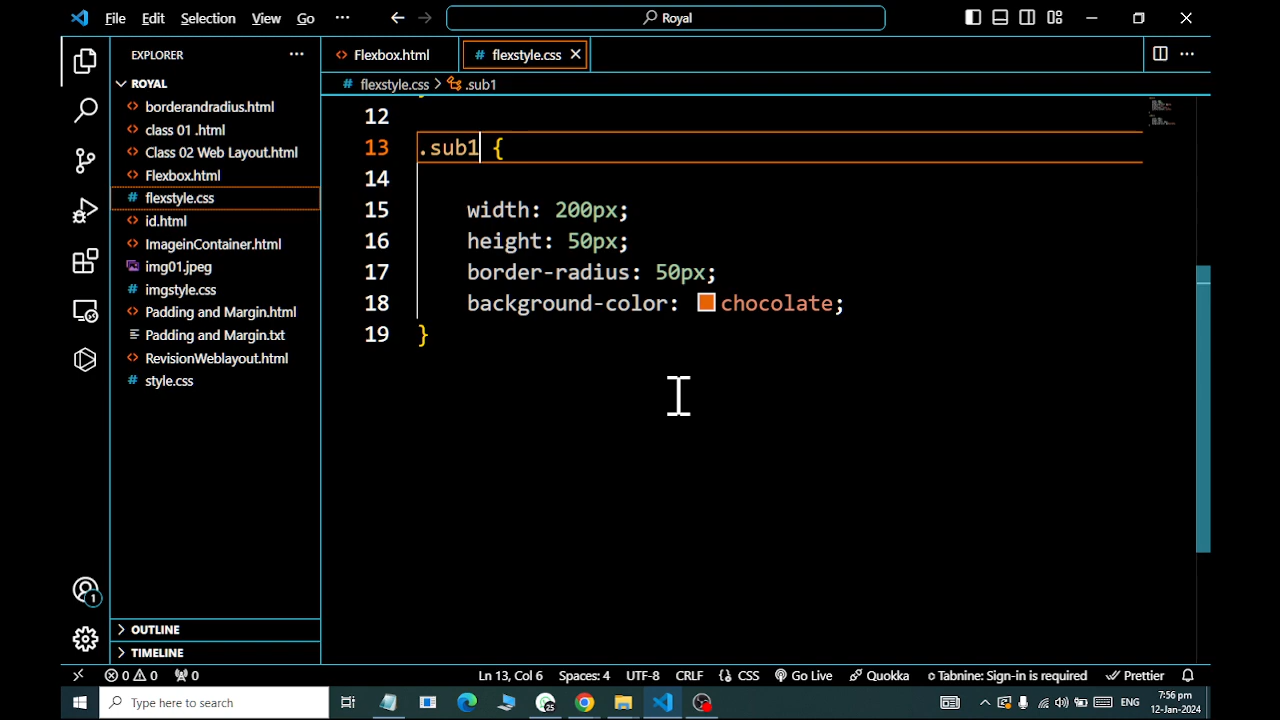 File Edit Selection View Go ··· Royal
EXPLORER ···
Flexbox.html
# flexstyle.css
ROYAL
# flexstyle.css > .sub1
borderandradius.html
class 01 .html
Class 02 Web Layout.html
Flexbox.html
# flexstyle.css
id.html
ImageinContainer.html
img01.jpeg
# imgstyle.css
Padding and Margin.html
Padding and Margin.txt
RevisionWeblayout.html
# style.css
12
13 .sub1 {
14
15 width: 200px;
16 height: 50px;
17 border-radius: 50px;
18 background-color: chocolate;
19 }
1
OUTLINE
TIMELINE
0 0 0 Ln 13, Col 6 Spaces: 4 UTF-8 CRLF {} CSS Go Live Quokka Tabnine: Sign-in is required Prettier
Type here to search
25
ENG
7:56 pm
12-Jan-2024